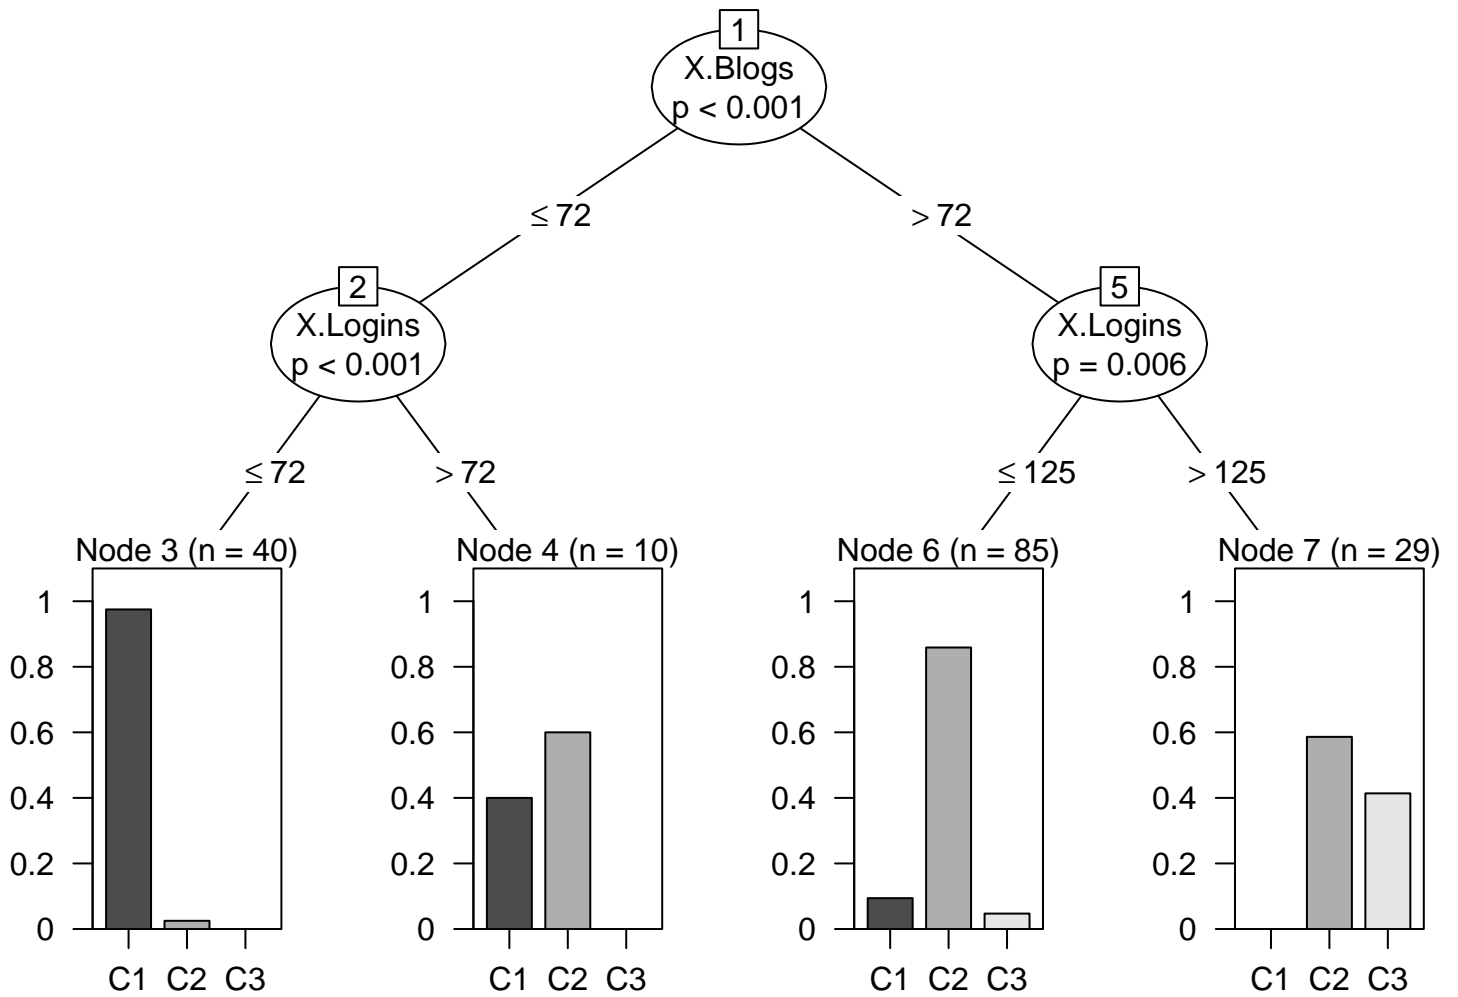 1
X.Blogs
p < 0.001
≤ 72
> 72
2
X.Logins
p < 0.001
5
X.Logins
p = 0.006
≤ 72
> 72
≤ 125
> 125
Node 3 (n = 40)
1
0.8
0.6
0.4
0.2
0
C1 C2 C3
Node 4 (n = 10)
1
0.8
0.6
0.4
0.2
0
C1 C2 C3
Node 6 (n = 85)
1
0.8
0.6
0.4
0.2
0
C1 C2 C3
Node 7 (n = 29)
1
0.8
0.6
0.4
0.2
0
C1 C2 C3